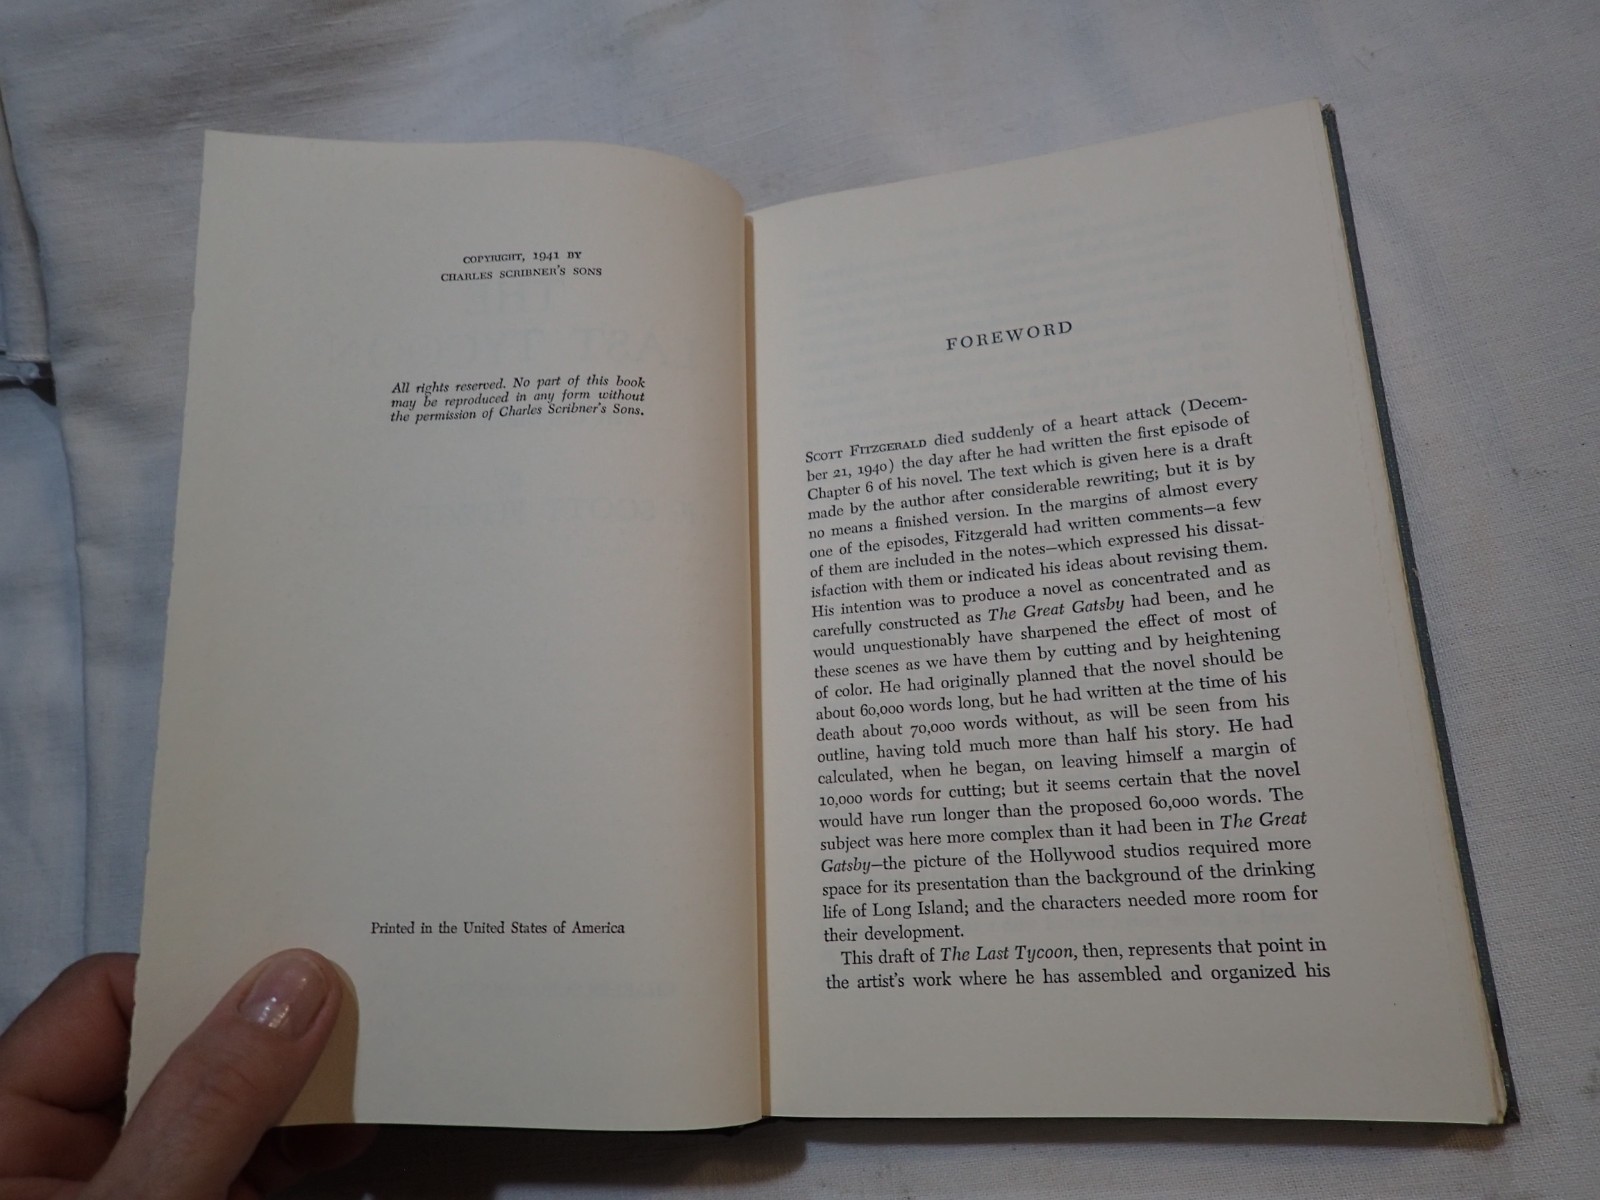 COPYRIGHT, 1941 BY
CHARLES SCRIBNER'S SONS
All rights reserved. No part of this book
may be reproduced in any form without
the permission of Charles Scribner's Sons.
Printed in the United States of America
FOREWORD
SCOTT FITZGERALD died suddenly of a heart attack (Decem-
ber 21, 1940) the day after he had written the first episode of
Chapter 6 of his novel. The text which is given here is a draft
made by the author after considerable rewriting; but it is by
no means a finished version. In the margins of almost every
one of the episodes, Fitzgerald had written comments—a few
of them are included in the notes—which expressed his dissat-
isfaction with them or indicated his ideas about revising them.
His intention was to produce a novel as concentrated and as
carefully constructed as The Great Gatsby had been, and he
would unquestionably have sharpened the effect of most of
these scenes as we have them by cutting and by heightening
of color. He had originally planned that the novel should be
about 60,000 words long, but he had written at the time of his
death about 70,000 words without, as will be seen from his
outline, having told much more than half his story. He had
calculated, when he began, on leaving himself a margin of
10,000 words for cutting; but it seems certain that the novel
would have run longer than the proposed 60,000 words. The
subject was here more complex than it had been in The Great
Gatsby—the picture of the Hollywood studios required more
space for its presentation than the background of the drinking
life of Long Island; and the characters needed more room for
their development.
This draft of The Last Tycoon, then, represents that point in
the artist's work where he has assembled and organized his